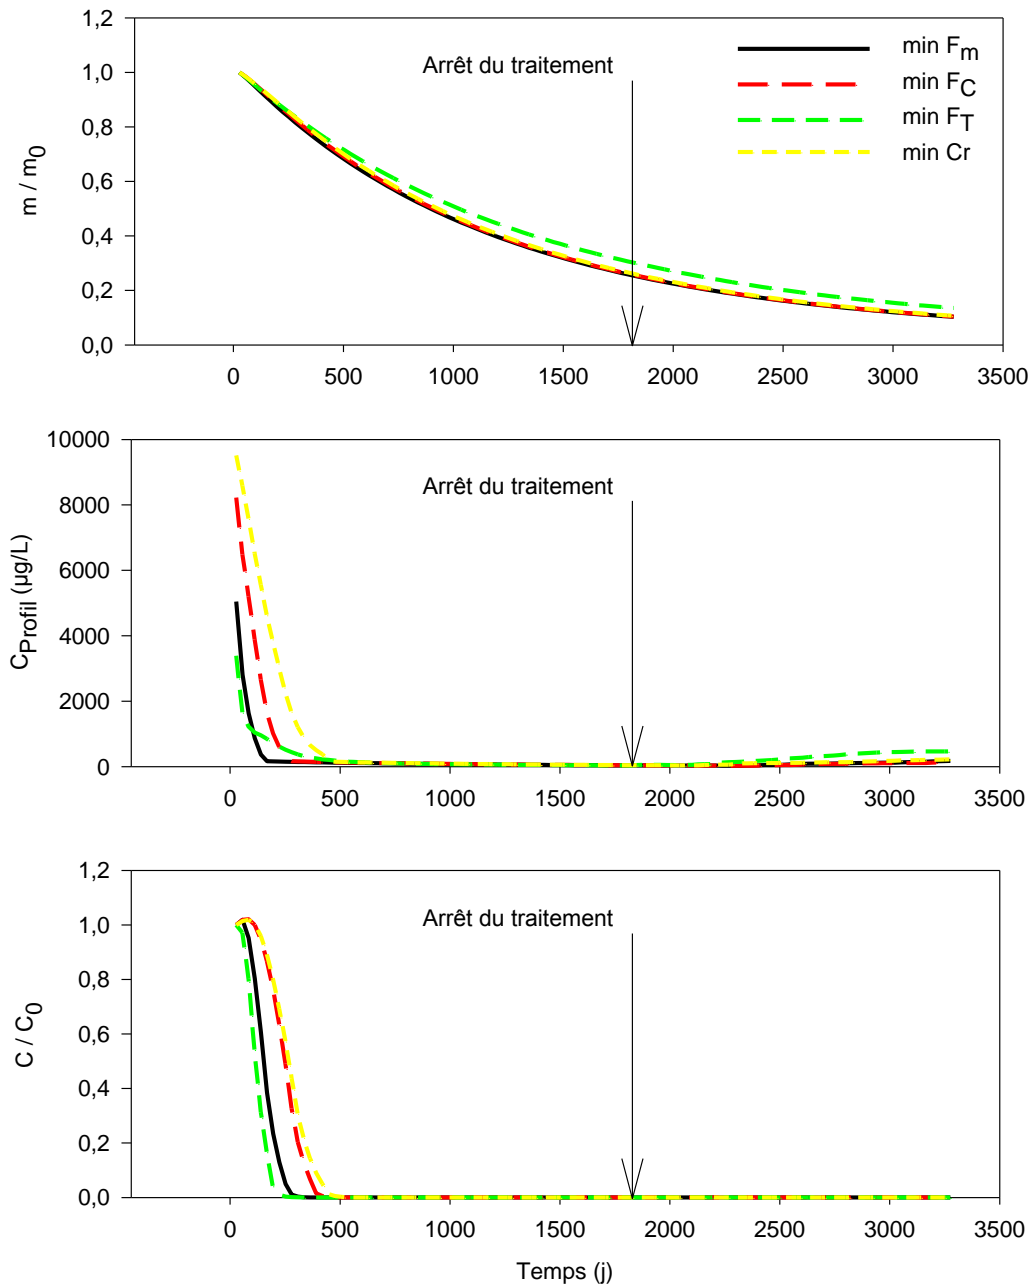 1,2
1,0
0,8
0,6
0,4
0,2
0,0
m / m0
Arrêt du traitement
min Fm
min FC
min FT
min Cr
0 500 1000 1500 2000 2500 3000 3500
10000
8000
6000
4000
2000
0
CProfil (µg/L)
Arrêt du traitement
0 500 1000 1500 2000 2500 3000 3500
1,2
1,0
0,8
0,6
0,4
0,2
0,0
C / C0
Arrêt du traitement
0 500 1000 1500 2000 2500 3000 3500
Temps (j)